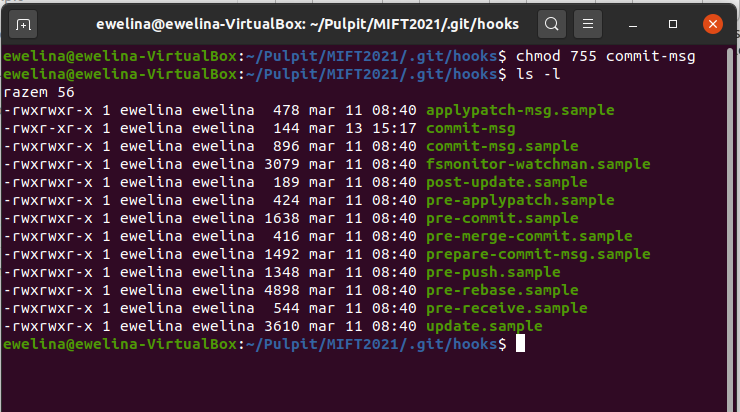 ewelina@ewelina-VirtualBox: ~/Pulpit/MIFT2021/.git/hooks
ewelina@ewelina-VirtualBox:~/Pulpit/MIFT2021/.git/hooks$ chmod 755 commit-msg
ewelina@ewelina-VirtualBox:~/Pulpit/MIFT2021/.git/hooks$ ls -l
razem 56
-rwxrwxr-x 1 ewelina ewelina  478 mar 11 08:40 applypatch-msg.sample
-rwxr-xr-x 1 ewelina ewelina  144 mar 13 15:17 commit-msg
-rwxrwxr-x 1 ewelina ewelina  896 mar 11 08:40 commit-msg.sample
-rwxrwxr-x 1 ewelina ewelina 3079 mar 11 08:40 fsmonitor-watchman.sample
-rwxrwxr-x 1 ewelina ewelina  189 mar 11 08:40 post-update.sample
-rwxrwxr-x 1 ewelina ewelina  424 mar 11 08:40 pre-applypatch.sample
-rwxrwxr-x 1 ewelina ewelina 1638 mar 11 08:40 pre-commit.sample
-rwxrwxr-x 1 ewelina ewelina  416 mar 11 08:40 pre-merge-commit.sample
-rwxrwxr-x 1 ewelina ewelina 1492 mar 11 08:40 prepare-commit-msg.sample
-rwxrwxr-x 1 ewelina ewelina 1348 mar 11 08:40 pre-push.sample
-rwxrwxr-x 1 ewelina ewelina 4898 mar 11 08:40 pre-rebase.sample
-rwxrwxr-x 1 ewelina ewelina  544 mar 11 08:40 pre-receive.sample
-rwxrwxr-x 1 ewelina ewelina 3610 mar 11 08:40 update.sample
ewelina@ewelina-VirtualBox:~/Pulpit/MIFT2021/.git/hooks$